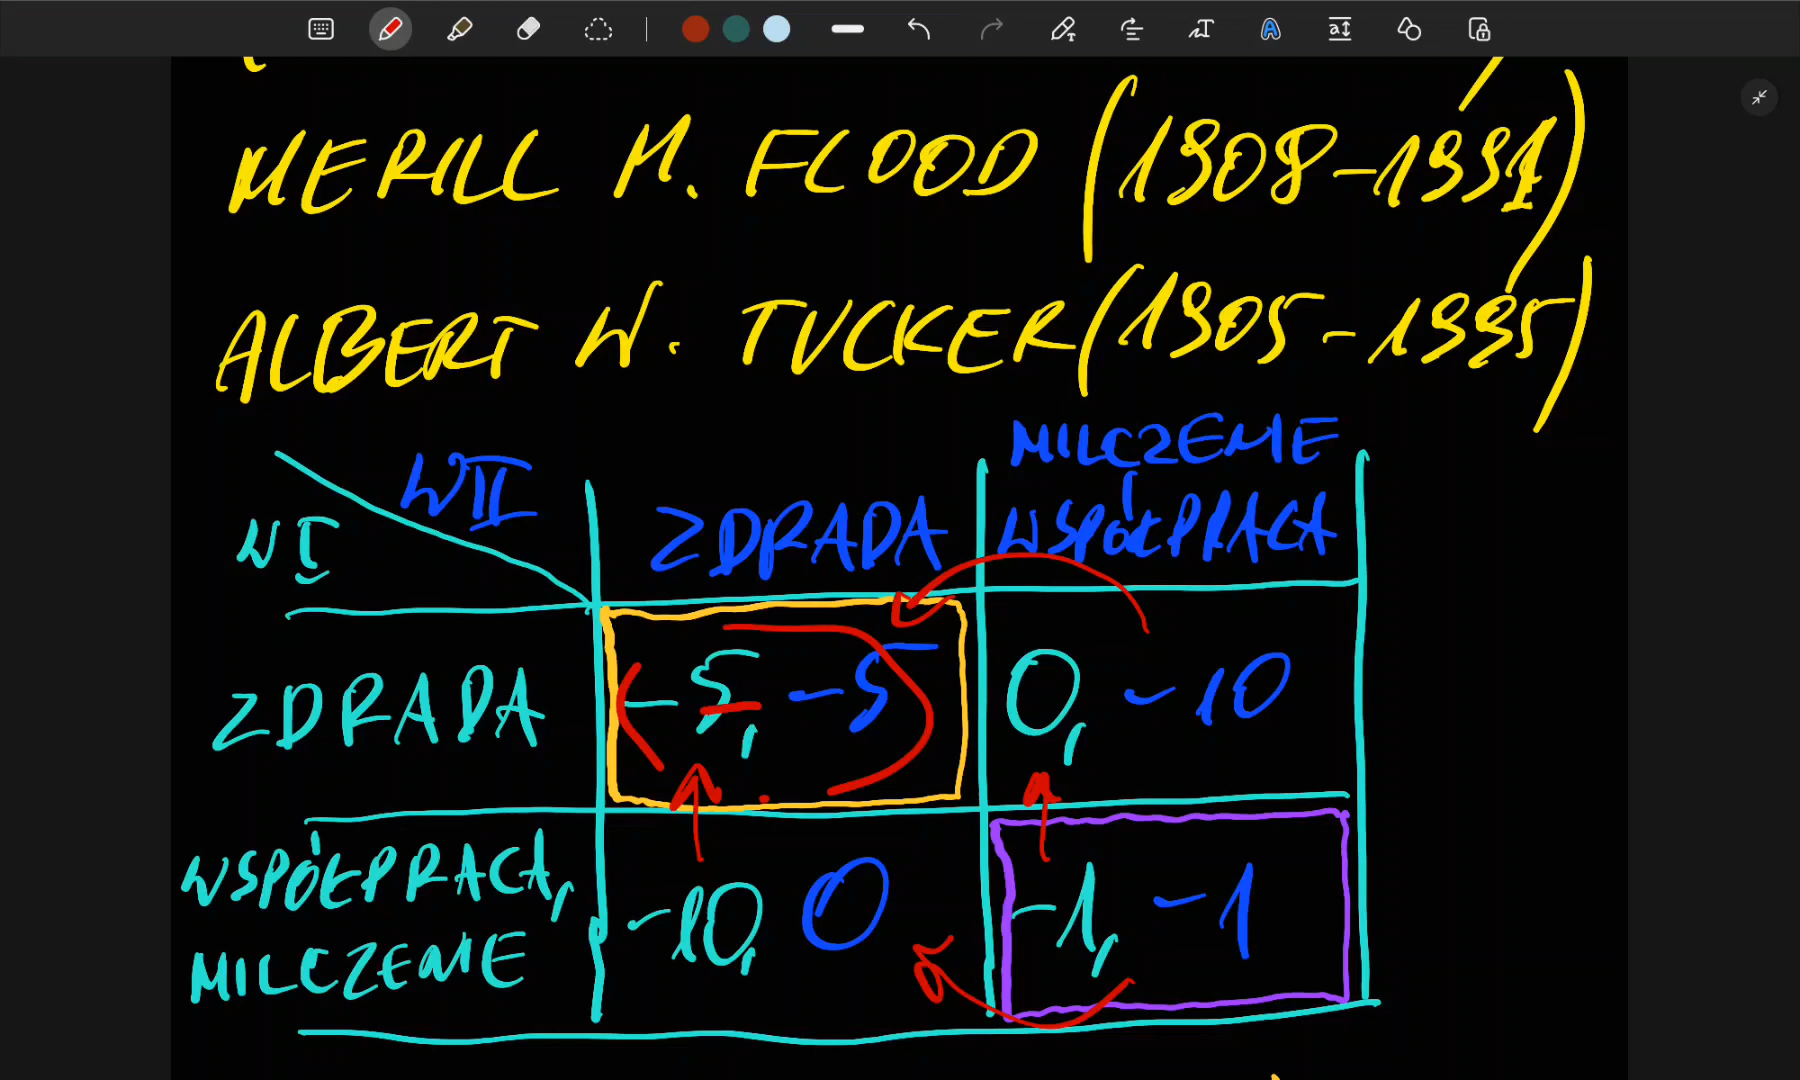 MERILL M. FLOOD (1908-1991)
ALBERT W. TUCKER (1905-1995)
WI WII ZDRADA MILCZENIE WSPÓŁPRACA
ZDRADA -5, -5 0, -10
WSPÓŁPRACA, MILCZENIE -10, 0 -1, -1